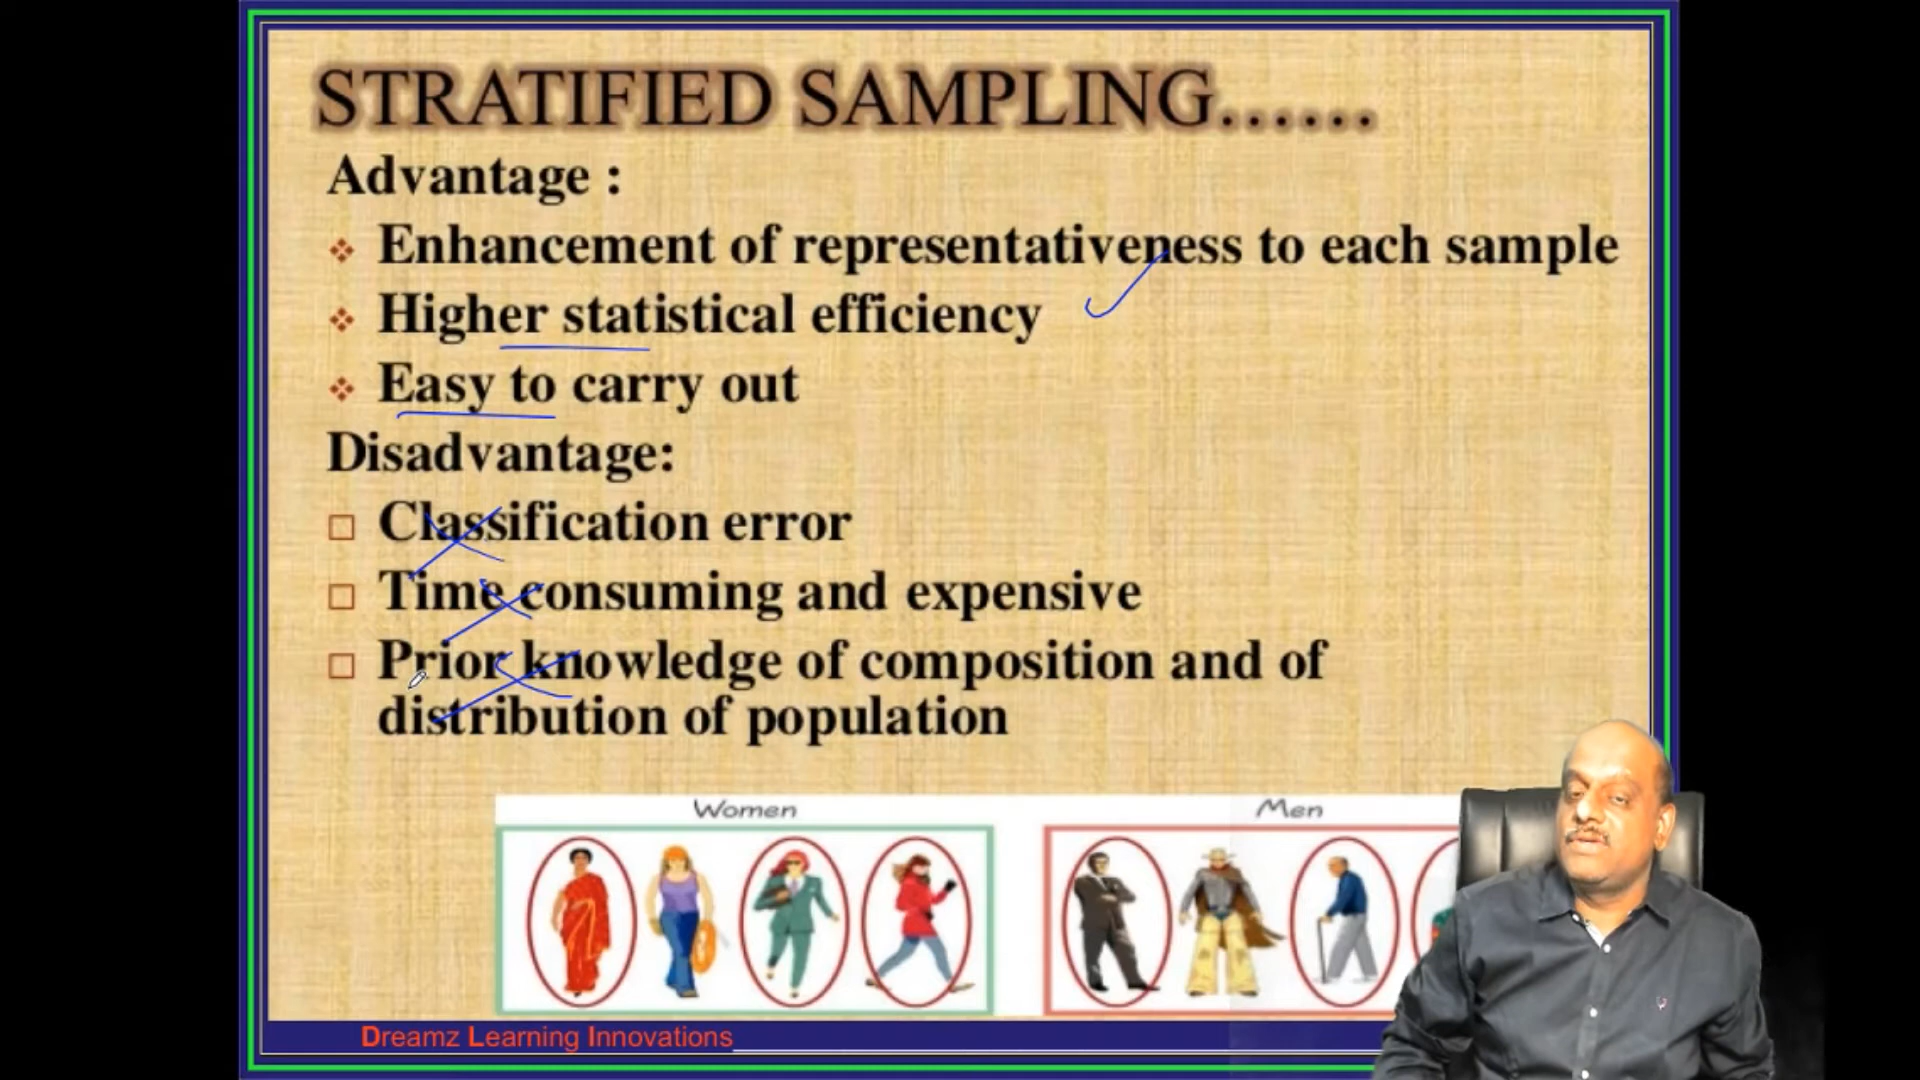 STRATIFIED SAMPLING......
Advantage :
Enhancement of representativeness to each sample
Higher statistical efficiency
Easy to carry out
Disadvantage:
Classification error
Time consuming and expensive
Prior knowledge of composition and of
distribution of population
Women
Men
Dreamz Learning Innovations